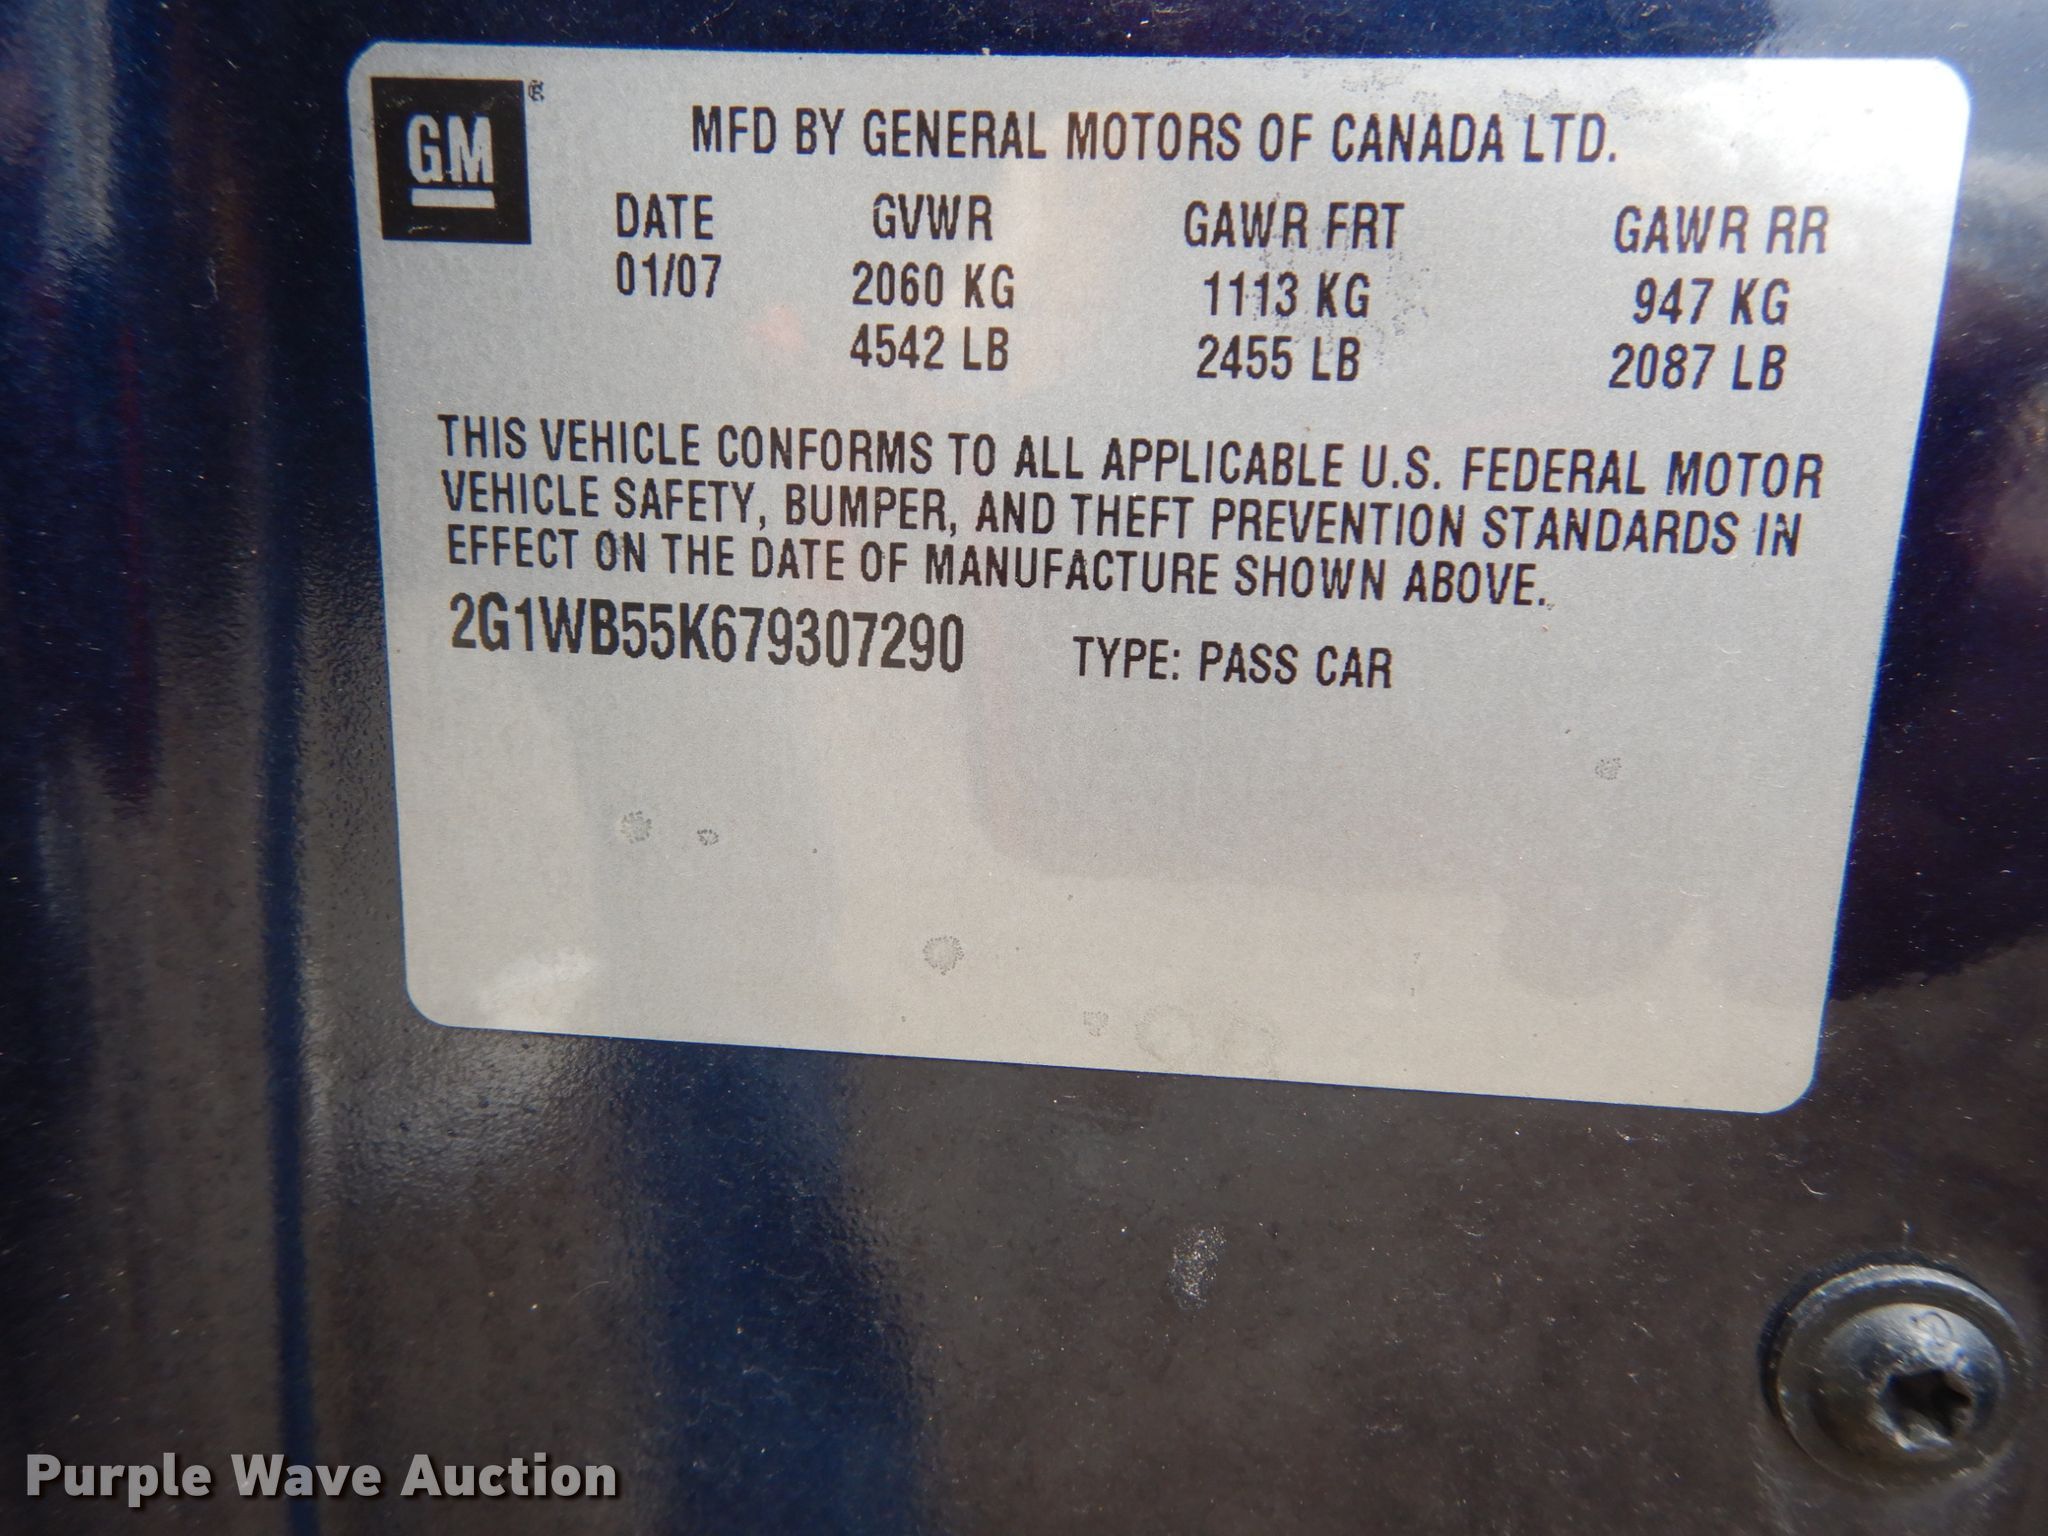 GM®
MFD BY GENERAL MOTORS OF CANADA LTD.
DATE GVWR GAWR FRT GAWR RR
01/07 2060 KG 1113 KG 947 KG
4542 LB 2455 LB 2087 LB
THIS VEHICLE CONFORMS TO ALL APPLICABLE U.S. FEDERAL MOTOR
VEHICLE SAFETY, BUMPER, AND THEFT PREVENTION STANDARDS IN
EFFECT ON THE DATE OF MANUFACTURE SHOWN ABOVE.
2G1WB55K679307290 TYPE: PASS CAR
Purple Wave Auction